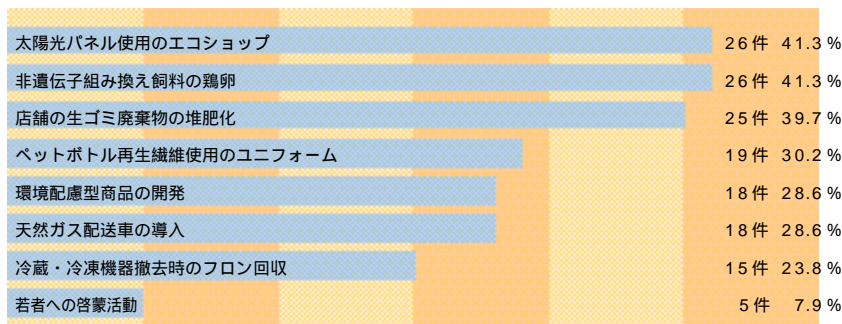 太陽光パネル使用のエコショップ 26件 41.3%
非遺伝子組み換え飼料の鶏卵 26件 41.3%
店舗の生ゴミ廃棄物の堆肥化 25件 39.7%
ペットボトル再生繊維使用のユニフォーム 19件 30.2%
環境配慮型商品の開発 18件 28.6%
天然ガス配送車の導入 18件 28.6%
冷蔵・冷凍機器撤去時のフロン回収 15件 23.8%
若者への啓蒙活動 5件 7.9%